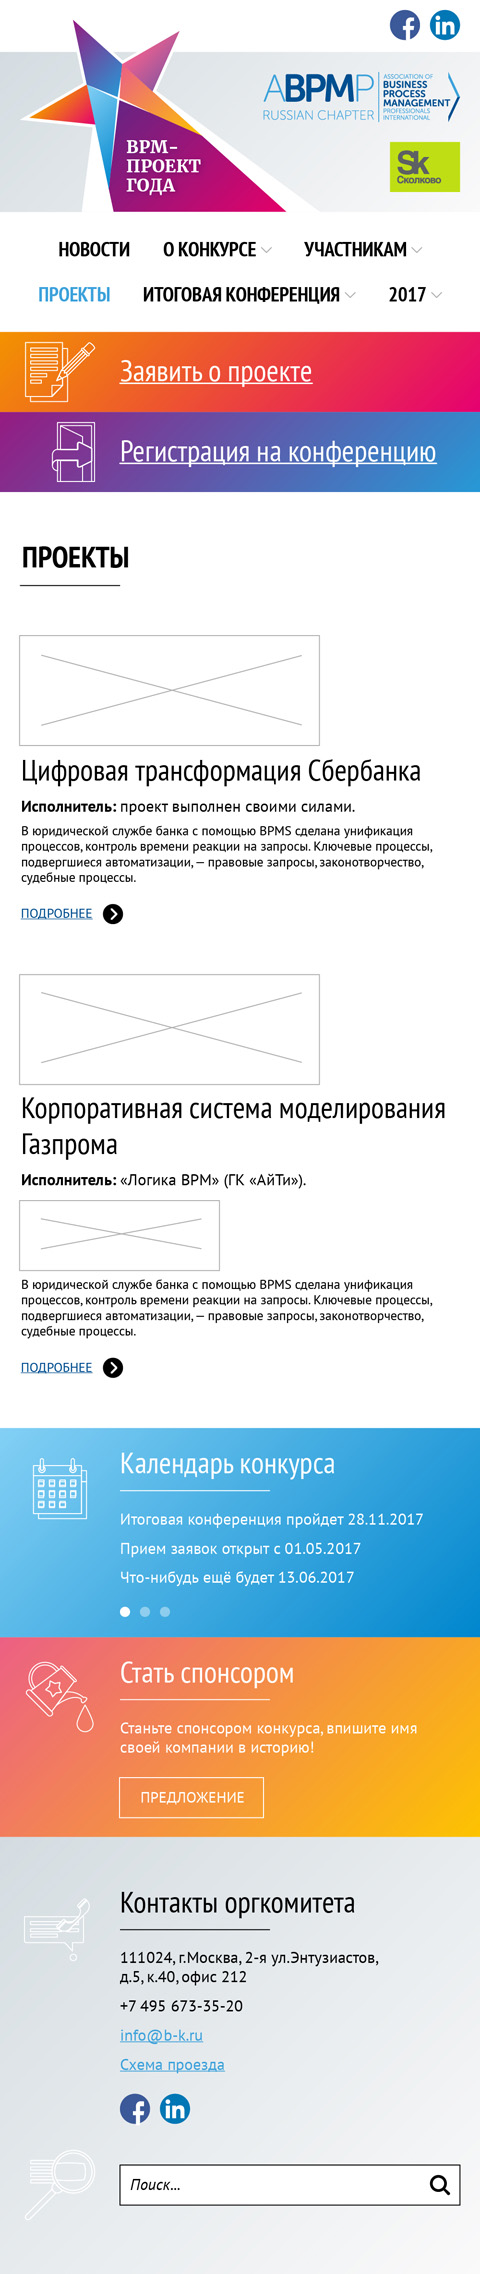 ABPMP
RUSSIAN CHAPTER
ASSOCIATION OF
BUSINESS
PROCESS
MANAGEMENT
PROFESSIONALS
INTERNATIONAL
BPM-
ПРОЕКТ
ГОДА
Sk
Сколково
НОВОСТИ О КОНКУРСЕ УЧАСТНИКАМ
ПРОЕКТЫ ИТОГОВАЯ КОНФЕРЕНЦИЯ 2017
Заявить о проекте
Регистрация на конференцию
ПРОЕКТЫ
Цифровая трансформация Сбербанка
Исполнитель: проект выполнен своими силами.
В юридической службе банка с помощью BPMS сделана унификация
процессов, контроль времени реакции на запросы. Ключевые процессы,
подвергшиеся автоматизации, — правовые запросы, законотворчество,
судебные процессы.
ПОДРОБНЕЕ
Корпоративная система моделирования
Газпрома
Исполнитель: «Логика BPM» (ГК «АйТи»).
В юридической службе банка с помощью BPMS сделана унификация
процессов, контроль времени реакции на запросы. Ключевые процессы,
подвергшиеся автоматизации, — правовые запросы, законотворчество,
судебные процессы.
ПОДРОБНЕЕ
Календарь конкурса
Итоговая конференция пройдет 28.11.2017
Прием заявок открыт с 01.05.2017
Что-нибудь ещё будет 13.06.2017
Стать спонсором
Станьте спонсором конкурса, впишите имя
своей компании в историю!
ПРЕДЛОЖЕНИЕ
Контакты оргкомитета
111024, г.Москва, 2-я ул.Энтузиастов,
д.5, к.40, офис 212
+7 495 673-35-20
info@b-k.ru
Схема проезда
Поиск...